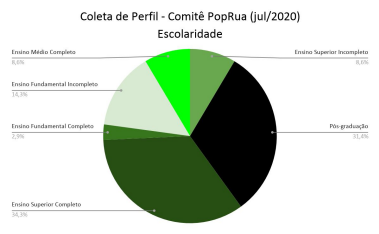 Coleta de Perfil - Comitê PopRua (jul/2020)
Escolaridade
Ensino Médio Completo
8,6%
Ensino Superior Incompleto
8,6%
Ensino Fundamental Incompleto
14,3%
Ensino Fundamental Completo
2,9%
Pós-graduação
31,4%
Ensino Superior Completo
34,3%